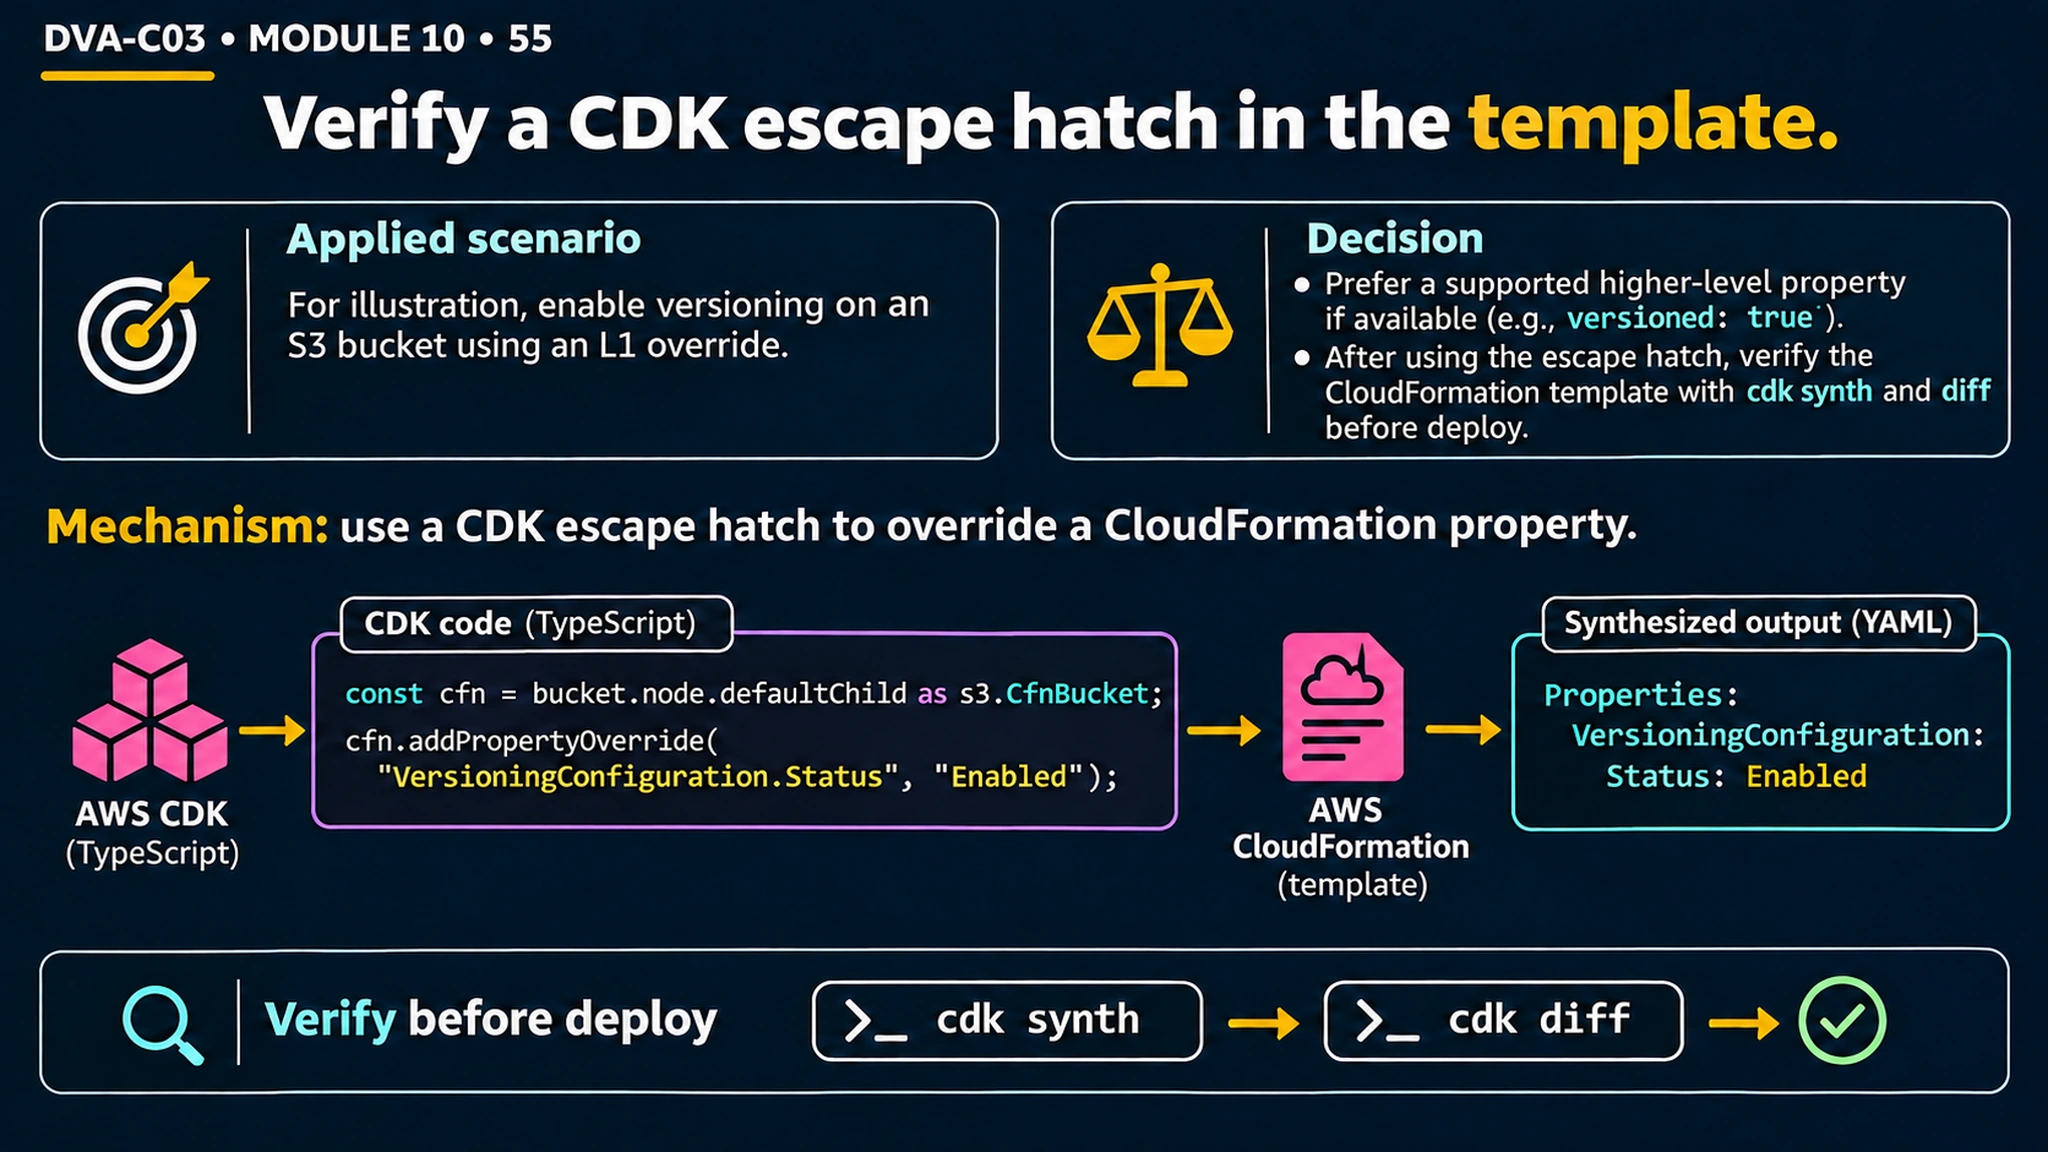 DVA-C03 • MODULE 10 • 55
Verify a CDK escape hatch in the template.
Applied scenario
For illustration, enable versioning on an
S3 bucket using an L1 override.
Decision
• Prefer a supported higher-level property
if available (e.g., versioned: true`).
• After using the escape hatch, verify the
CloudFormation template with cdk synth and diff
before deploy.
Mechanism: use a CDK escape hatch to override a CloudFormation property.
AWS CDK
(TypeScript)
CDK code (TypeScript)
const cfn = bucket.node.defaultChild as s3.CfnBucket;
cfn.addPropertyOverride(
"VersioningConfiguration.Status", "Enabled");
AWS
CloudFormation
(template)
Synthesized output (YAML)
Properties:
VersioningConfiguration:
Status: Enabled
Verify before deploy
>_ cdk synth
>_ cdk diff